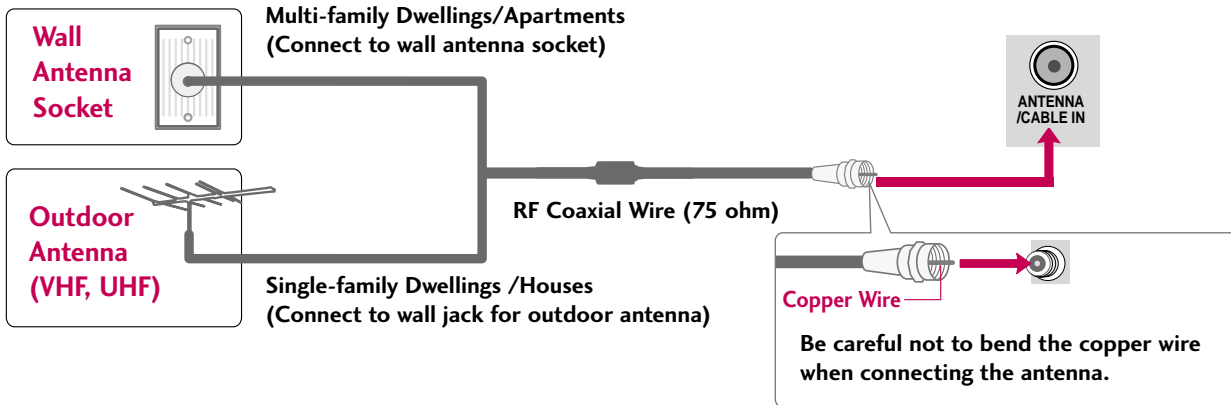 Wall
Antenna
Socket
Multi-family Dwellings/Apartments
(Connect to wall antenna socket)
ANTENNA
/CABLE IN
Outdoor
Antenna
(VHF, UHF)
RF Coaxial Wire (75 ohm)
Single-family Dwellings /Houses
(Connect to wall jack for outdoor antenna)
Copper Wire
Be careful not to bend the copper wire
when connecting the antenna.